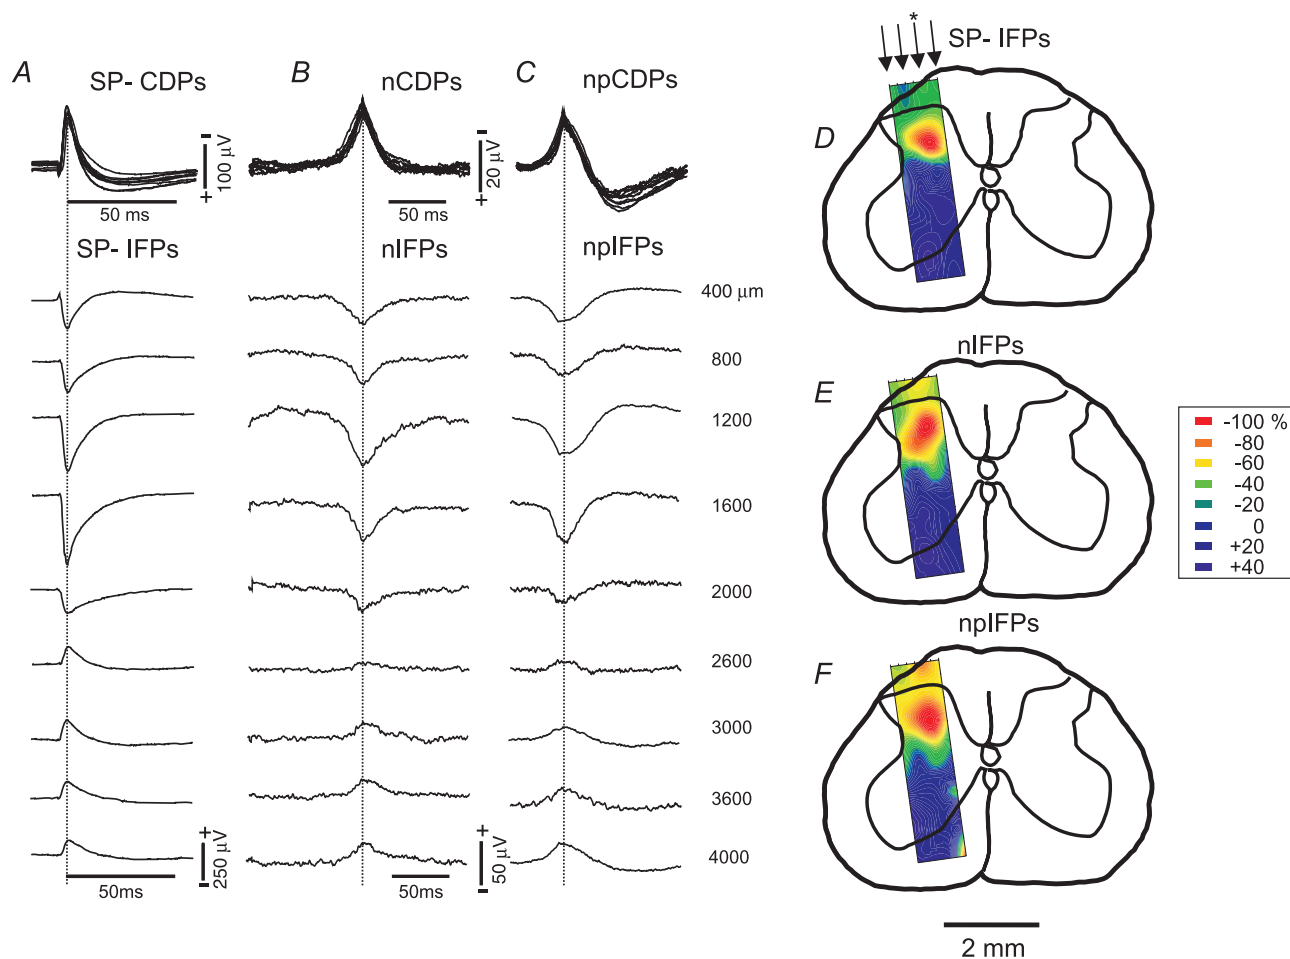 A
SP- CDPs
B
nCDPs
C
npCDPs
- 100 µV +
- 20 µV +
50 ms
50 ms
SP- IFPs
nIFPs
npIFPs
400 µm
800
1200
1600
2000
2600
3000
3600
4000
+ 250 µV -
+ 50 µV -
50ms
50ms
*
SP- IFPs
D
nIFPs
E
npIFPs
F
2 mm
-100 %
-80
-60
-40
-20
0
+20
+40